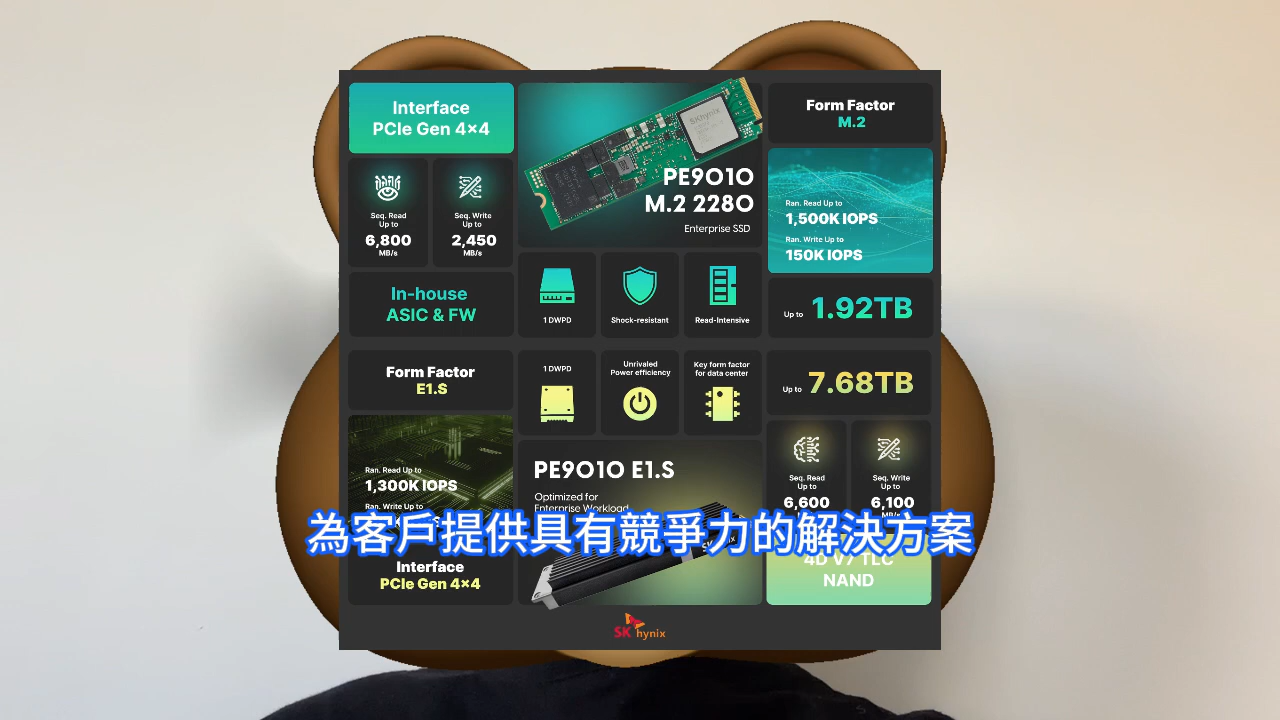 Interface
PCIe Gen 4×4
Seq. Read
Up to
6,800
MB/s
Seq. Write
Up to
2,450
MB/s
In-house
ASIC & FW
SK hynix
PE9010
M.2 2280
Enterprise SSD
1 DWPD
Shock-resistant
Read-Intensive
Form Factor
M.2
Ran. Read Up to
1,500K IOPS
Ran. Write Up to
150K IOPS
Up to 1.92TB
Form Factor
E1.S
Ran. Read Up to
1,300K IOPS
Ran. Write Up to
Interface
PCIe Gen 4×4
1 DWPD
Unrivaled
Power efficiency
Key form factor
for data center
PE9010 E1.S
Optimized for
Enterprise Workload
Up to 7.68TB
Seq. Read
Up to
6,600
Seq. Write
Up to
6,100
MB/s
4D V7 TLC
NAND
為客戶提供具有競爭力的解決方案
SK hynix